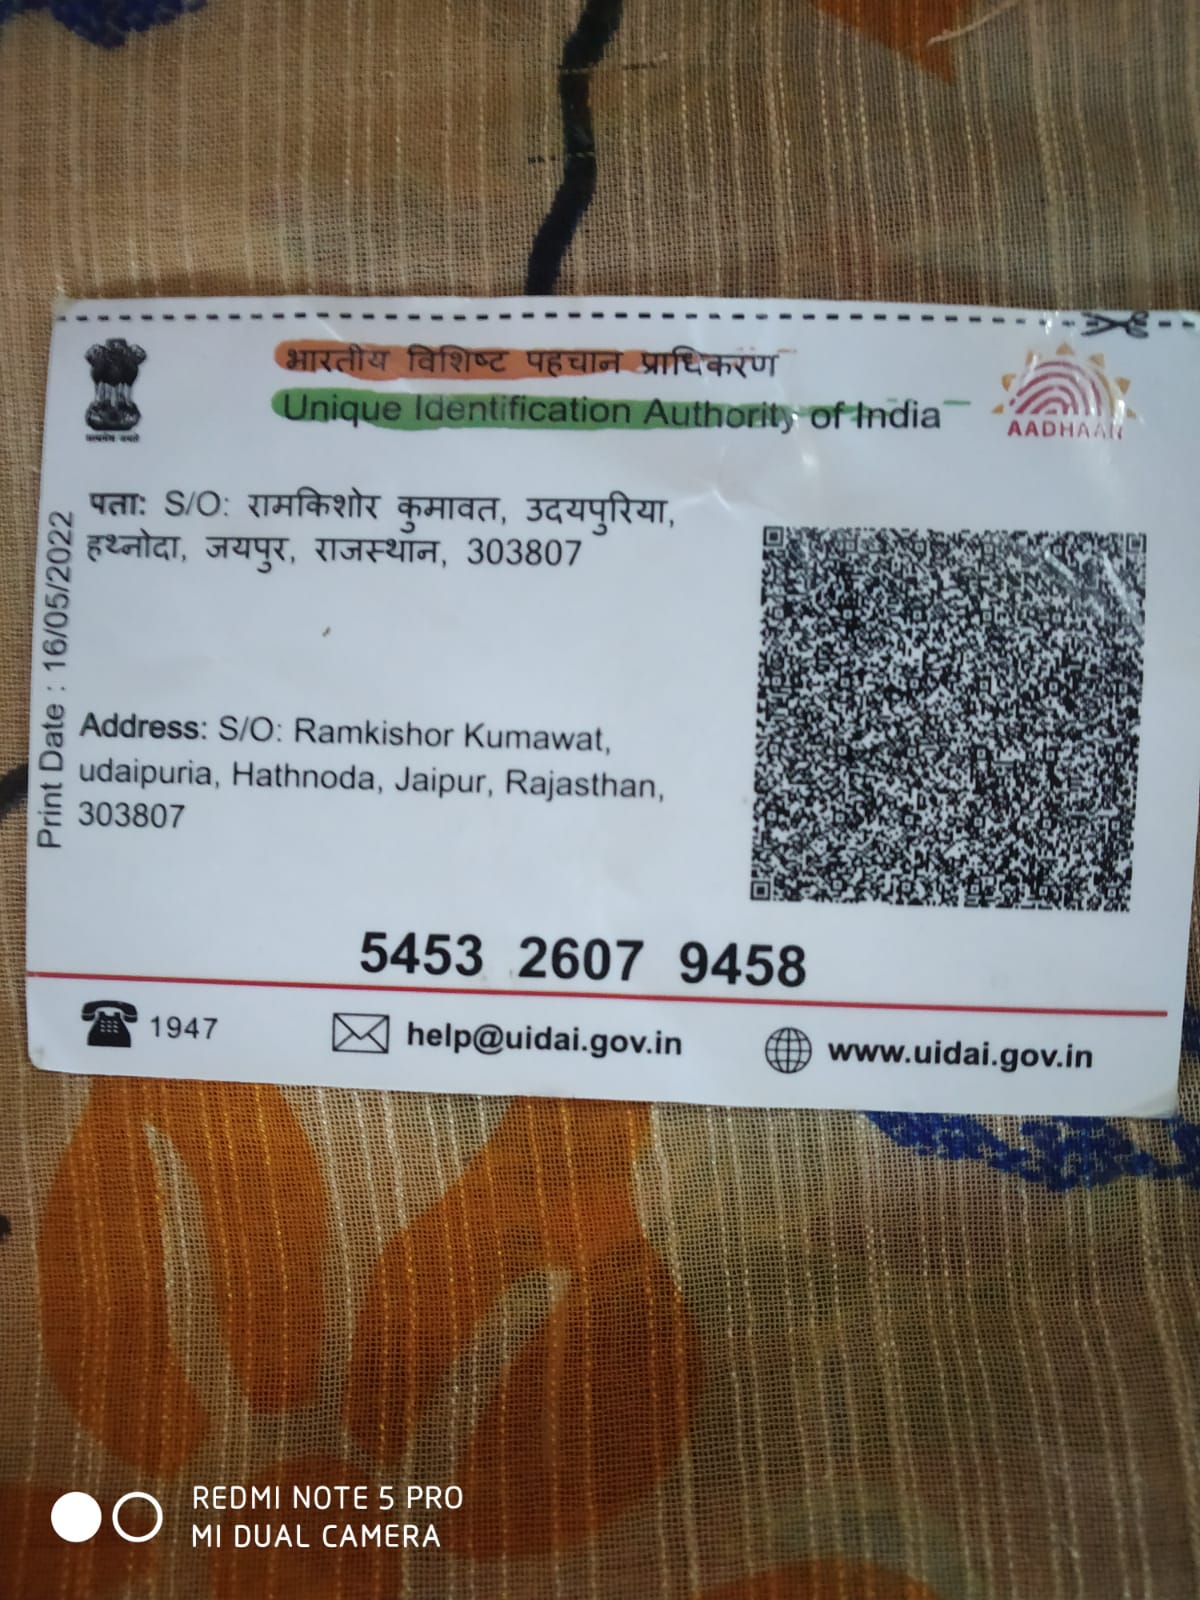 भारतीय विशिष्ट पहचान प्राधिकरण
Unique Identification Authority of India
AADHAAR
पता: S/O: रामकिशोर कुमावत, उदयपुरिया,
हथ्नोदा, जयपुर, राजस्थान, 303807
Print Date : 16/05/2022
Address: S/O: Ramkishor Kumawat,
udaipuria, Hathnoda, Jaipur, Rajasthan,
303807
5453 2607 9458
1947
help@uidai.gov.in
www.uidai.gov.in
REDMI NOTE 5 PRO
MI DUAL CAMERA